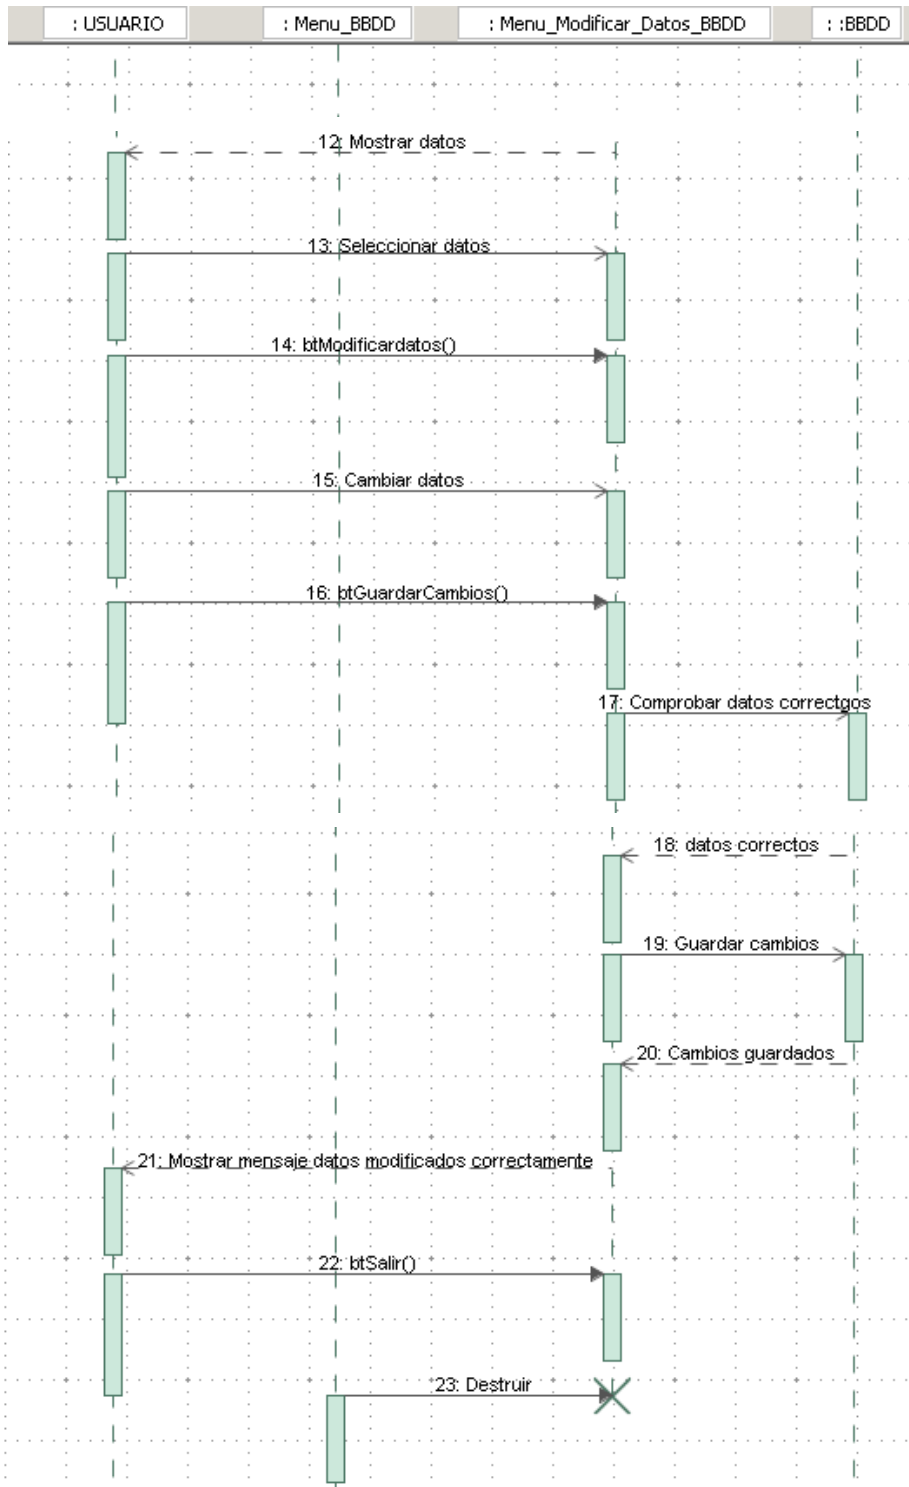 : USUARIO
: Menu_BBDD
: Menu_Modificar_Datos_BBDD
: :BBDD
12: Mostrar datos
13: Seleccionar datos
14: btModificardatos()
15: Cambiar datos
16: btGuardarCambios()
17: Comprobar datos correctgos
18: datos correctos
19: Guardar cambios
20: Cambios guardados
21: Mostrar mensaje datos modificados correctamente
22: btSalir()
23: Destruir